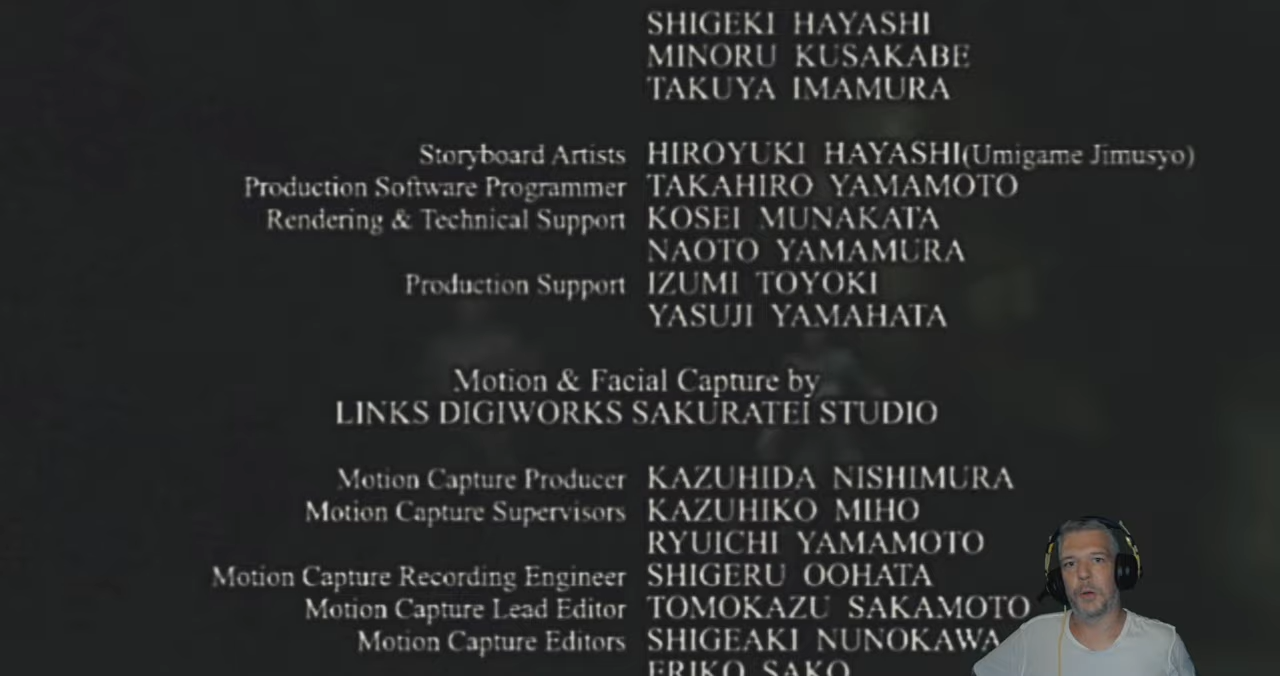 SHIGEKI HAYASHI
MINORU KUSAKABE
TAKUYA IMAMURA
Storyboard Artists HIROYUKI HAYASHI(Umigame Jimusyo)
Production Software Programmer TAKAHIRO YAMAMOTO
Rendering & Technical Support KOSEI MUNAKATA
NAOTO YAMAMURA
Production Support IZUMI TOYOKI
YASUJI YAMAHATA
Motion & Facial Capture by
LINKS DIGIWORKS SAKURATEI STUDIO
Motion Capture Producer KAZUHIDA NISHIMURA
Motion Capture Supervisors KAZUHIKO MIHO
RYUICHI YAMAMOTO
Motion Capture Recording Engineer SHIGERU OOHATA
Motion Capture Lead Editor TOMOKAZU SAKAMOTO
Motion Capture Editors SHIGEAKI NUNOKAWA
ERIKO SAKO